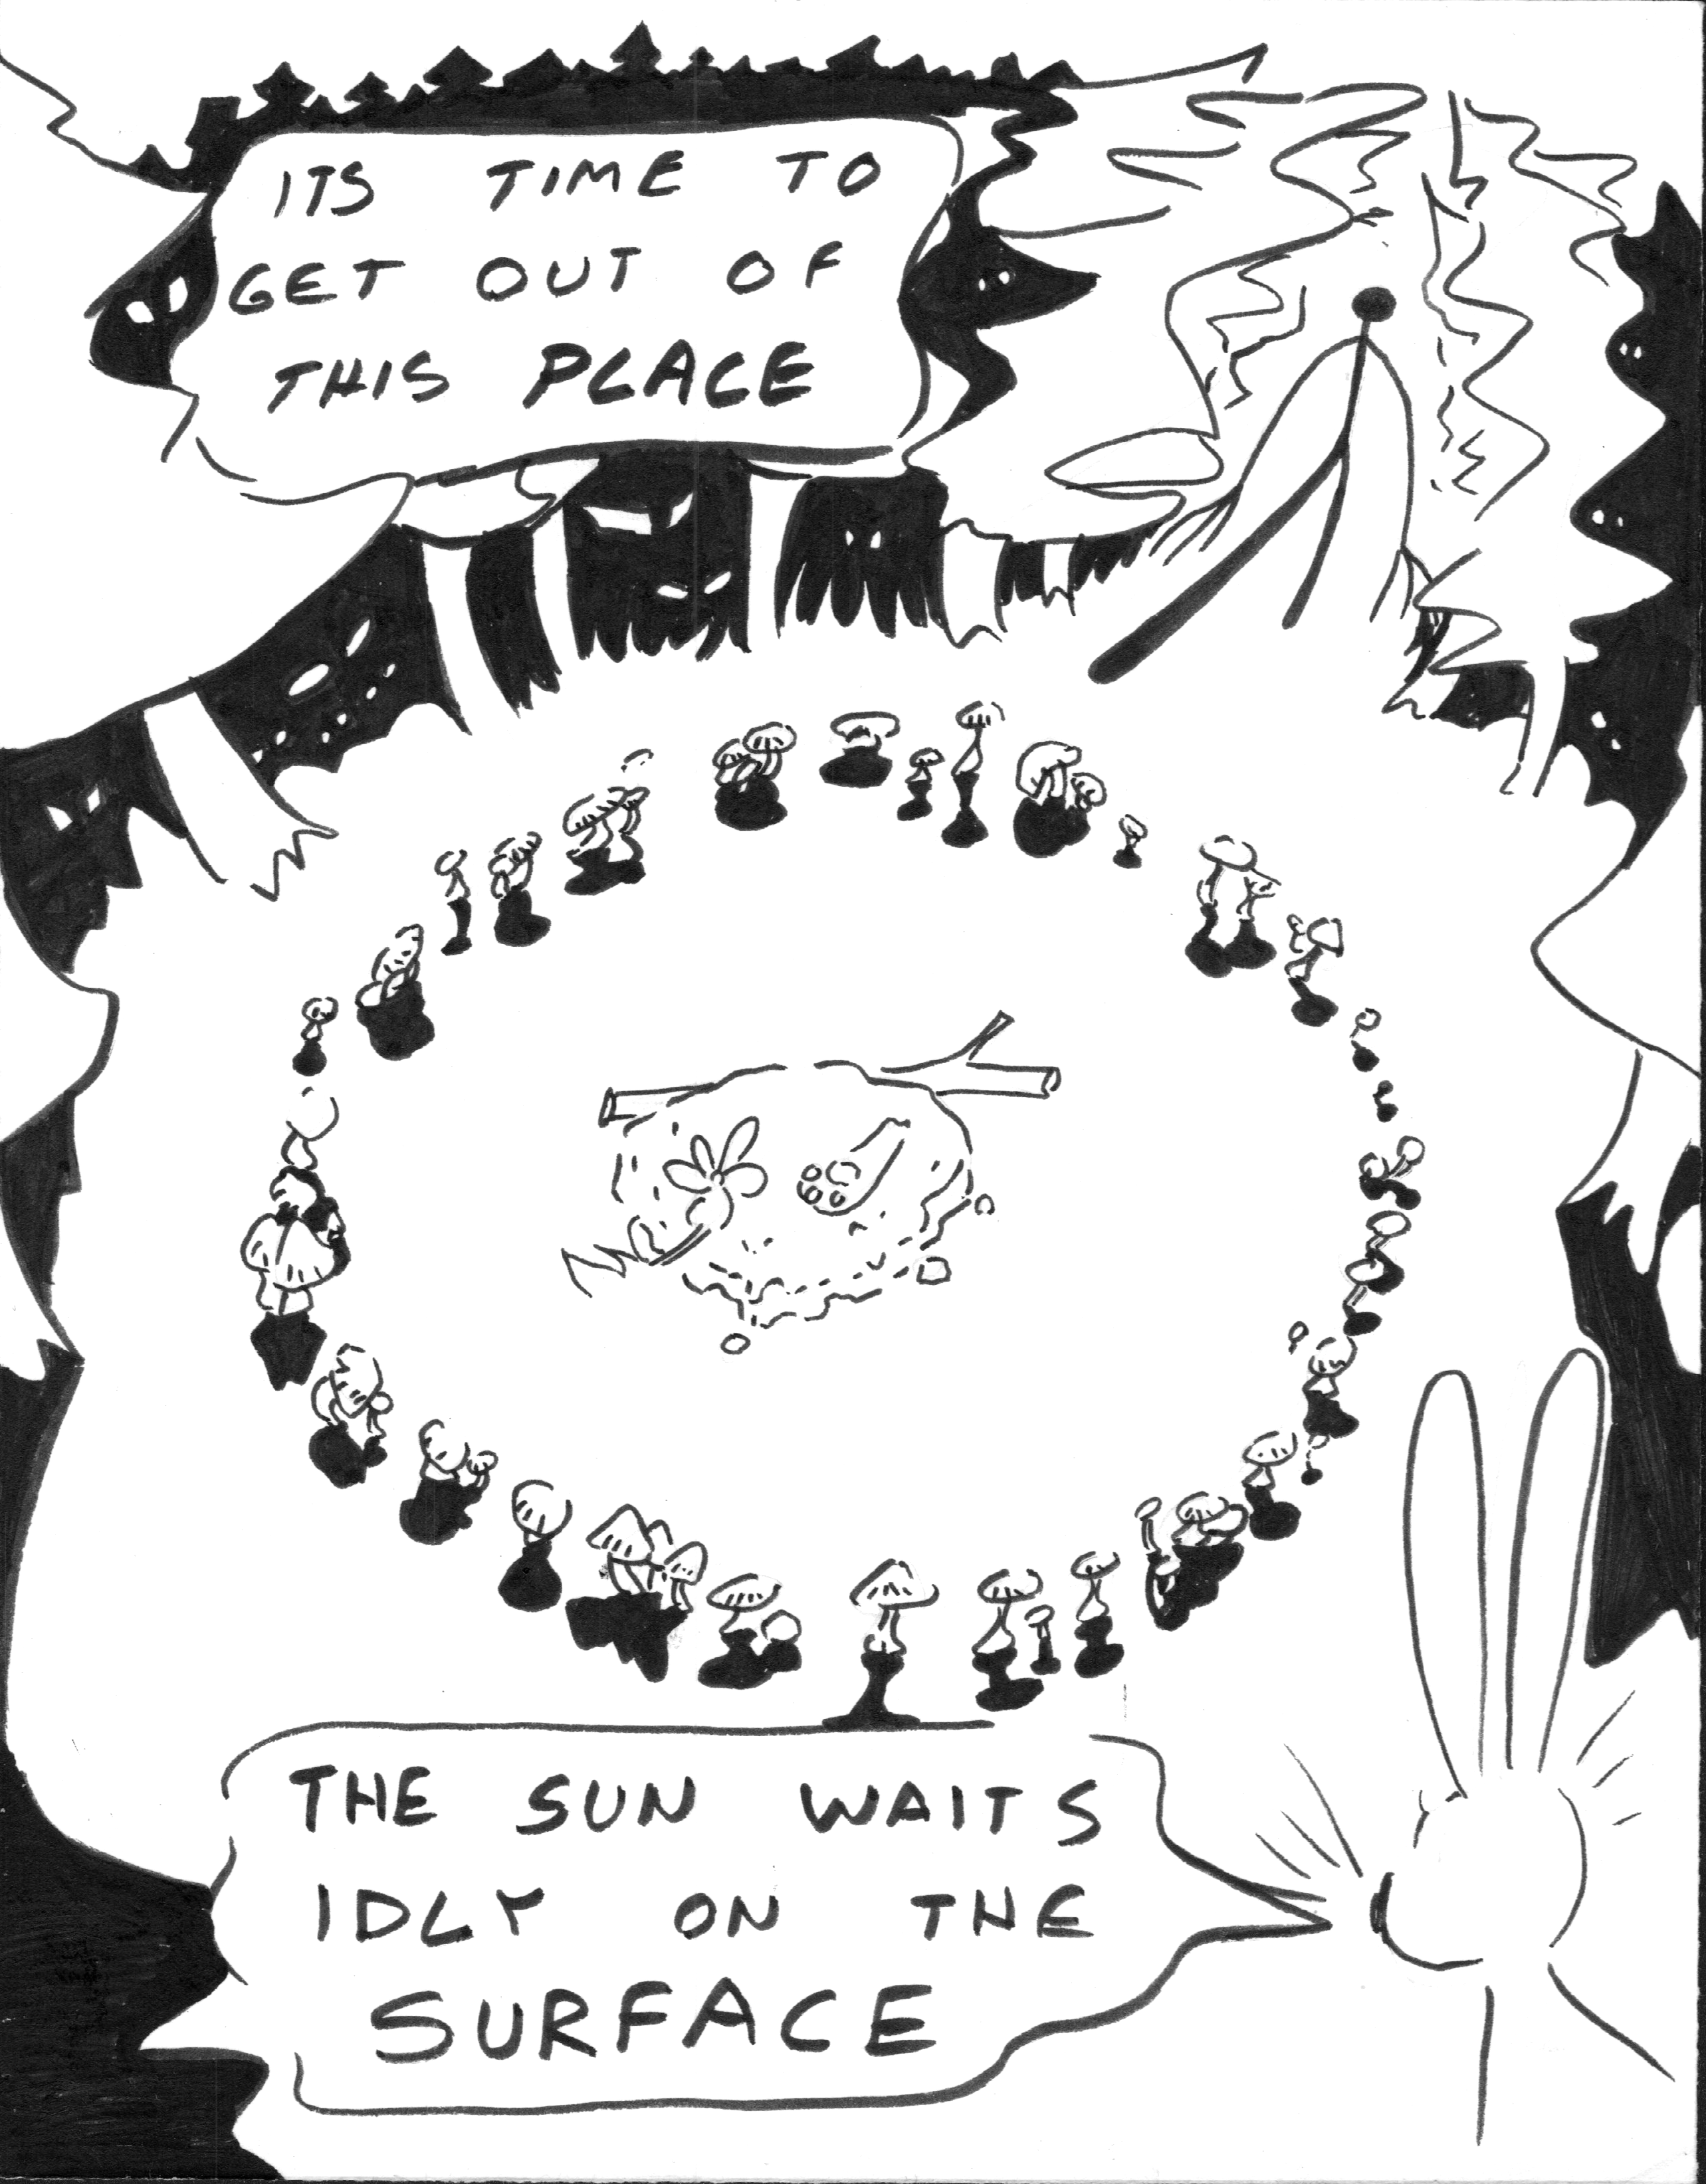 ITS TIME TO
GET OUT OF
THIS PLACE
THE SUN WAITS
IDLY ON THE
SURFACE